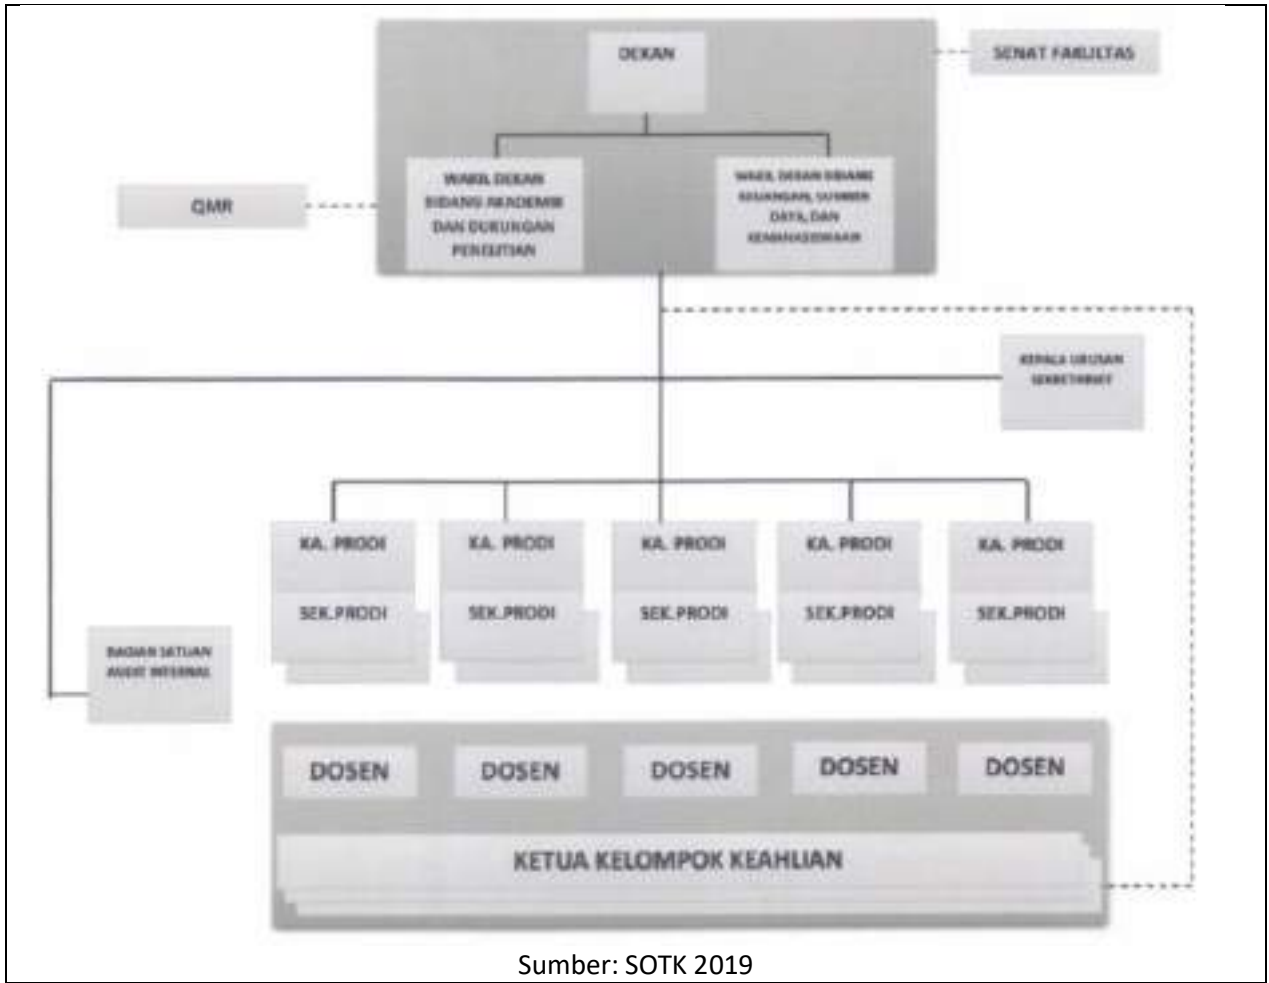 DEKAN
SENAT FAKULTAS
WAKIL DEKAN
BIDANG AKADEMIK
DAN DUKUNGAN
PENELITIAN
WAKIL DEKAN BIDANG
KEUANGAN, SUMBER
DAYA, DAN
KEMAHASISWAAN
QMR
KEPALA URUSAN
SEKRETARIAT
KA. PRODI
KA. PRODI
KA. PRODI
KA. PRODI
KA. PRODI
SEK.PRODI
SEK.PRODI
SEK.PRODI
SEK.PRODI
SEK.PRODI
BAGIAN SATUAN
AUDIT INTERNAL
DOSEN
DOSEN
DOSEN
DOSEN
DOSEN
KETUA KELOMPOK KEAHLIAN
Sumber: SOTK 2019